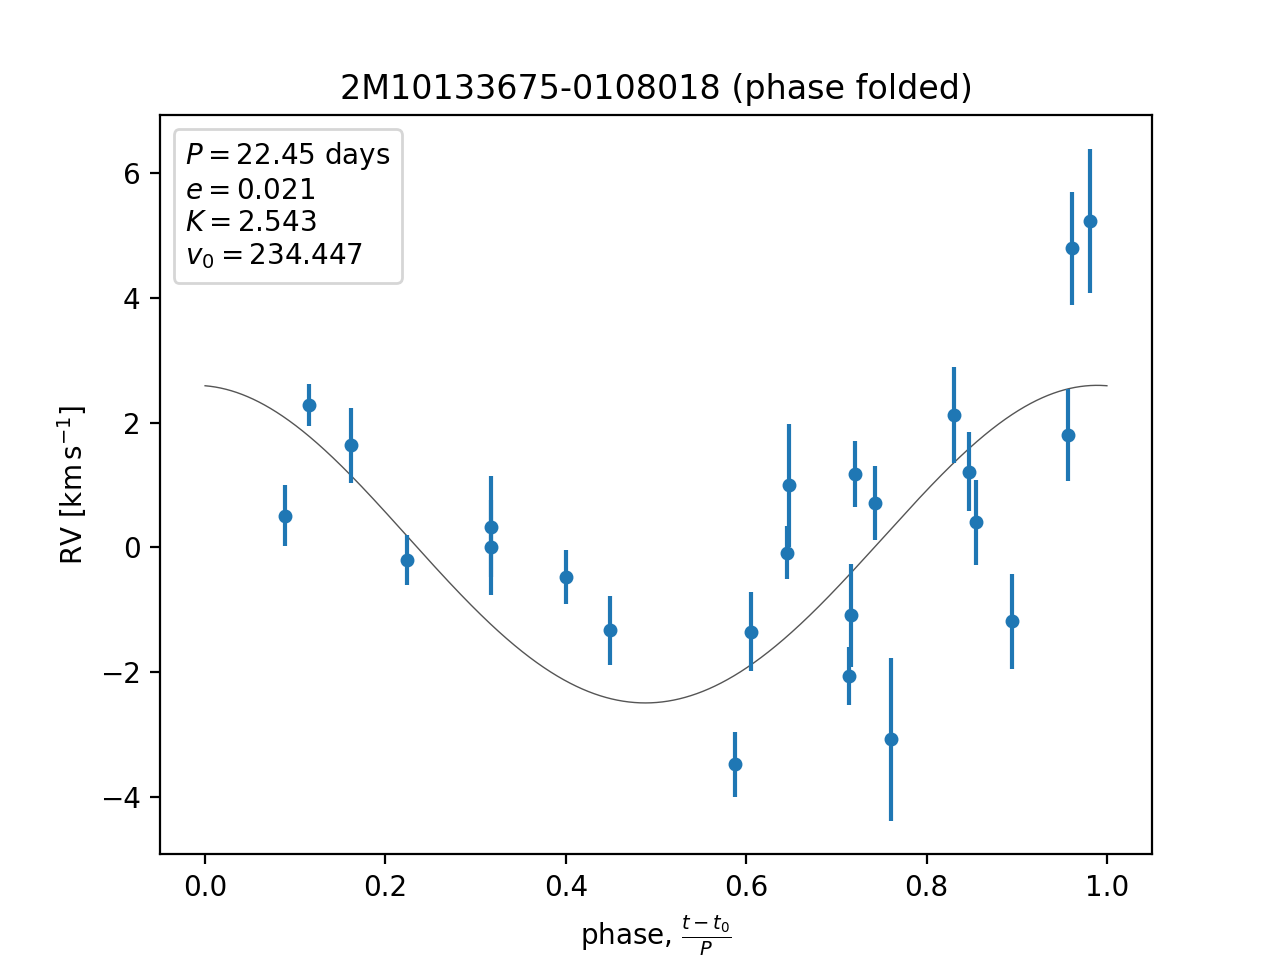 2M10133675-0108018 (phase folded)
P = 22.45 days
e = 0.021
K = 2.543
v₀ = 234.447
6
4
2
0
−2
−4
RV [km s⁻¹]
0.0 0.2 0.4 0.6 0.8 1.0
phase, (t − t₀)/P